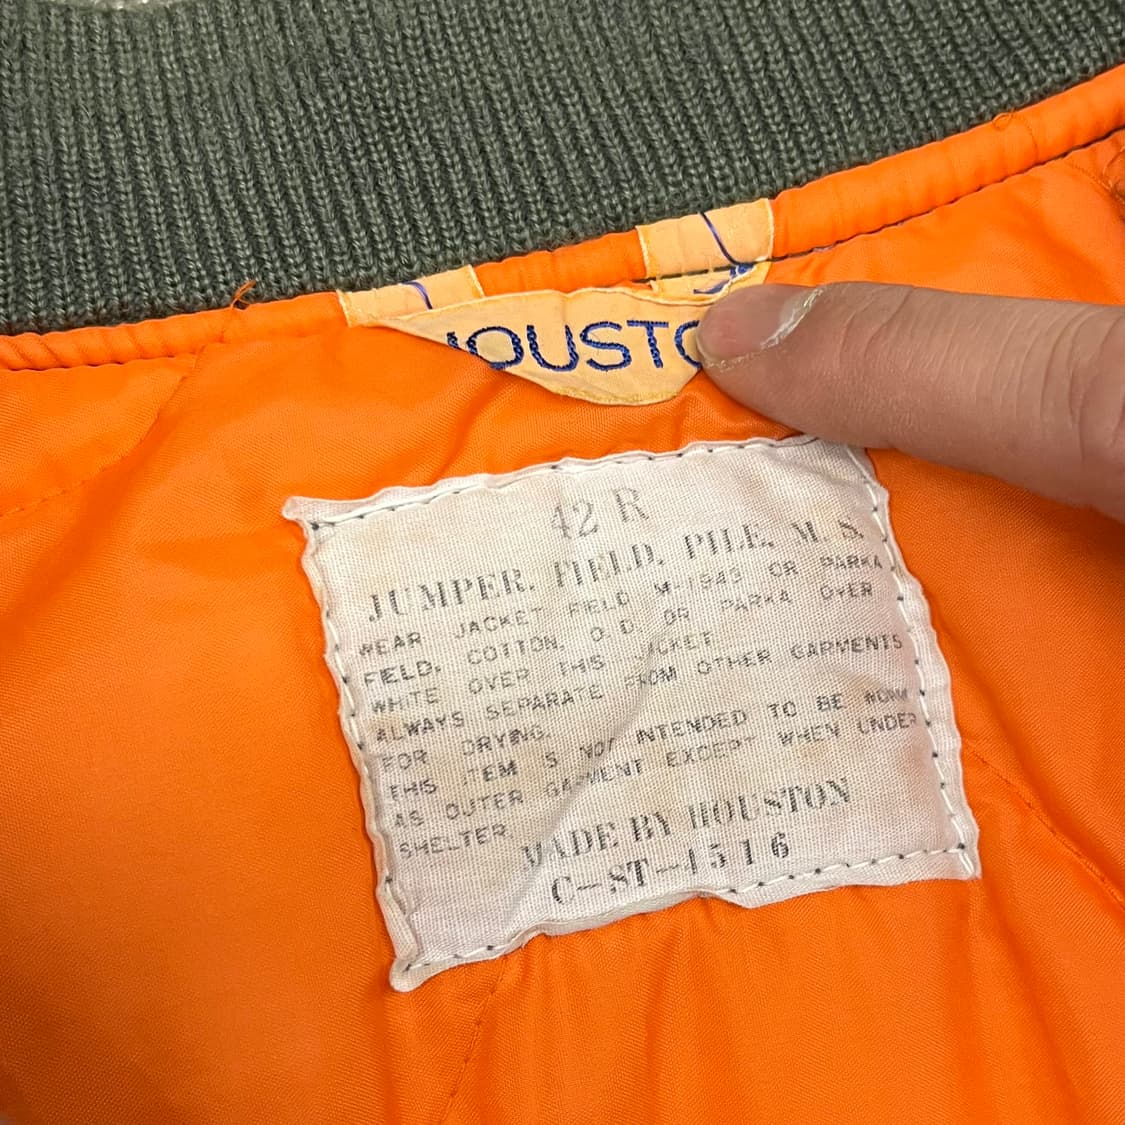 HOUSTO
42 R
JUMPER, FIELD, PILE, M. S.
WEAR JACKET FIELD M-1943 OR PARKA
FIELD, COTTON, O. D. OR PARKA OVER
WHITE OVER THIS JACKET
ALWAYS SEPARATE FROM OTHER GARMENTS
FOR DRYING.
THIS ITEM IS NOT INTENDED TO BE WORN
AS OUTER GARMENT EXCEPT WHEN UNDER
SHELTER
MADE BY HOUSTON
C-ST-1516